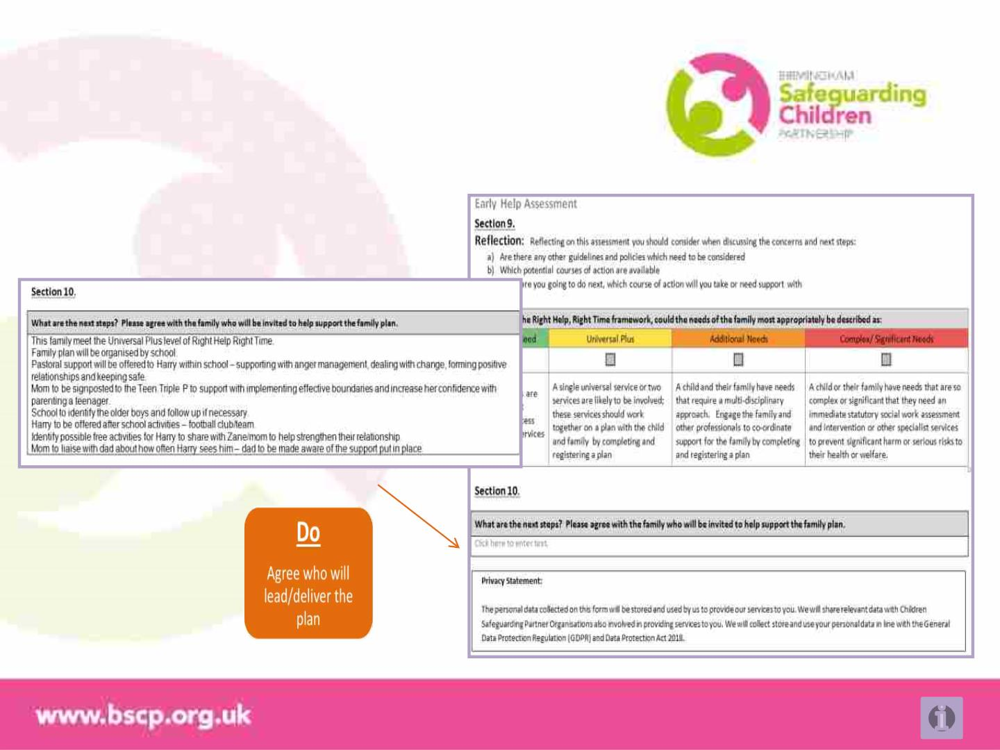 BIRMINGHAM
Safeguarding
Children
PARTNERSHIP
Early Help Assessment
Section 9.
Reflection: Reflecting on this assessment you should consider when discussing the concerns and next steps:
a) Are there any other guidelines and policies which need to be considered
b) Which potential courses of action are available
are you going to do next, which course of action will you take or need support with
he Right Help, Right Time framework, could the needs of the family most appropriately be described as:
eed
Universal Plus
Additional Needs
Complex/ Significant Needs
are
ess
rvices
A single universal service or two
services are likely to be involved;
these services should work
together on a plan with the child
and family by completing and
registering a plan
A child and their family have needs
that require a multi-disciplinary
approach. Engage the family and
other professionals to co-ordinate
support for the family by completing
and registering a plan
A child or their family have needs that are so
complex or significant that they need an
immediate statutory social work assessment
and intervention or other specialist services
to prevent significant harm or serious risks to
their health or welfare.
Section 10.
What are the next steps? Please agree with the family who will be invited to help support the family plan.
This family meet the Universal Plus level of Right Help Right Time.
Family plan will be organised by school.
Pastoral support will be offered to Harry within school – supporting with anger management, dealing with change, forming positive
relationships and keeping safe.
Mom to be signposted to the Teen Triple P to support with implementing effective boundaries and increase her confidence with
parenting a teenager.
School to identify the older boys and follow up if necessary.
Harry to be offered after school activities – football club/team.
Identify possible free activities for Harry to share with Zane/mom to help strengthen their relationship
Mom to liaise with dad about how often Harry sees him – dad to be made aware of the support put in place
Section 10.
What are the next steps? Please agree with the family who will be invited to help support the family plan.
Click here to enter text.
Do
Agree who will
lead/deliver the
plan
Privacy Statement:
The personal data collected on this form will be stored and used by us to provide our services to you. We will share relevant data with Children
Safeguarding Partner Organisations also involved in providing services to you. We will collect store and use your personal data in line with the General
Data Protection Regulation (GDPR) and Data Protection Act 2018.
www.bscp.org.uk